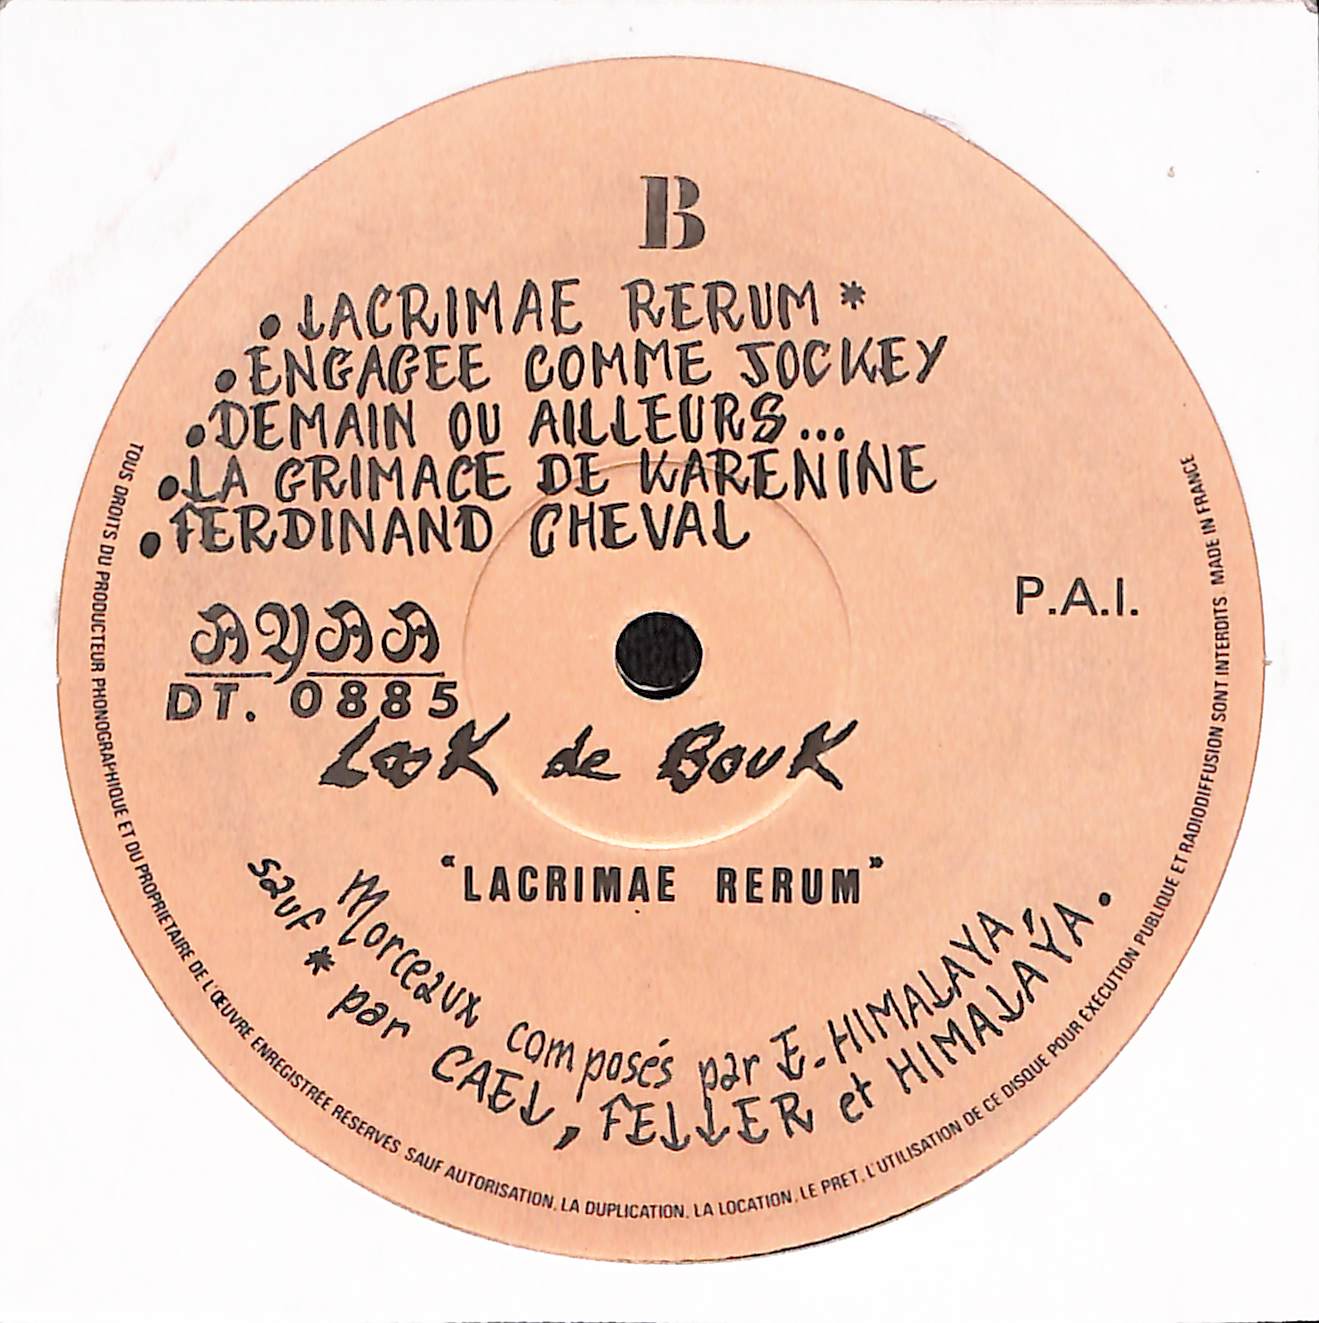 B
• LACRIMAE RERUM *
• ENGAGEE COMME JOCKEY
• DEMAIN OU AILLEURS...
• LA GRIMACE DE KARENINE
• FERDINAND CHEVAL
P.A.I.
AYAA
DT. 0885
LooK de BouK
"LACRIMAE RERUM"
Morceaux composés par E. HIMALAYA,
sauf * par CAEL, FELLER et HIMALAYA.
TOUS DROITS DU PRODUCTEUR PHONOGRAPHIQUE ET DU PROPRIETAIRE DE L'ŒUVRE ENREGISTRÉE RÉSERVÉS. SAUF AUTORISATION, LA DUPLICATION, LA LOCATION, LE PRET, L'UTILISATION DE CE DISQUE POUR EXECUTION PUBLIQUE ET RADIODIFFUSION SONT INTERDITS. MADE IN FRANCE